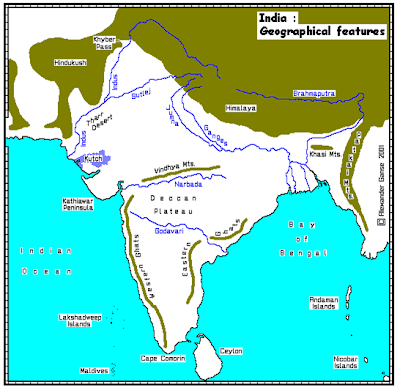 India :
Geographical features
Khyber
Pass
Hindukush
Indus
Sutlej
Brahmaputra
Himalaya
Tharr
Desert
Ganges
Indus
Kutch
Khasi Mts.
© Alexander Ganse 2001
Vindhya Mts.
Narbada
Kathiawar
Peninsula
Deccan
Plateau
Godavari
Ghats
Western
Eastern
Ghats
Bay
of
Bengal
Indian
Ocean
Lakshadweep
Islands
Andaman
Islands
Maldives
Cape Comorin
Ceylon
Nicobar
Islands